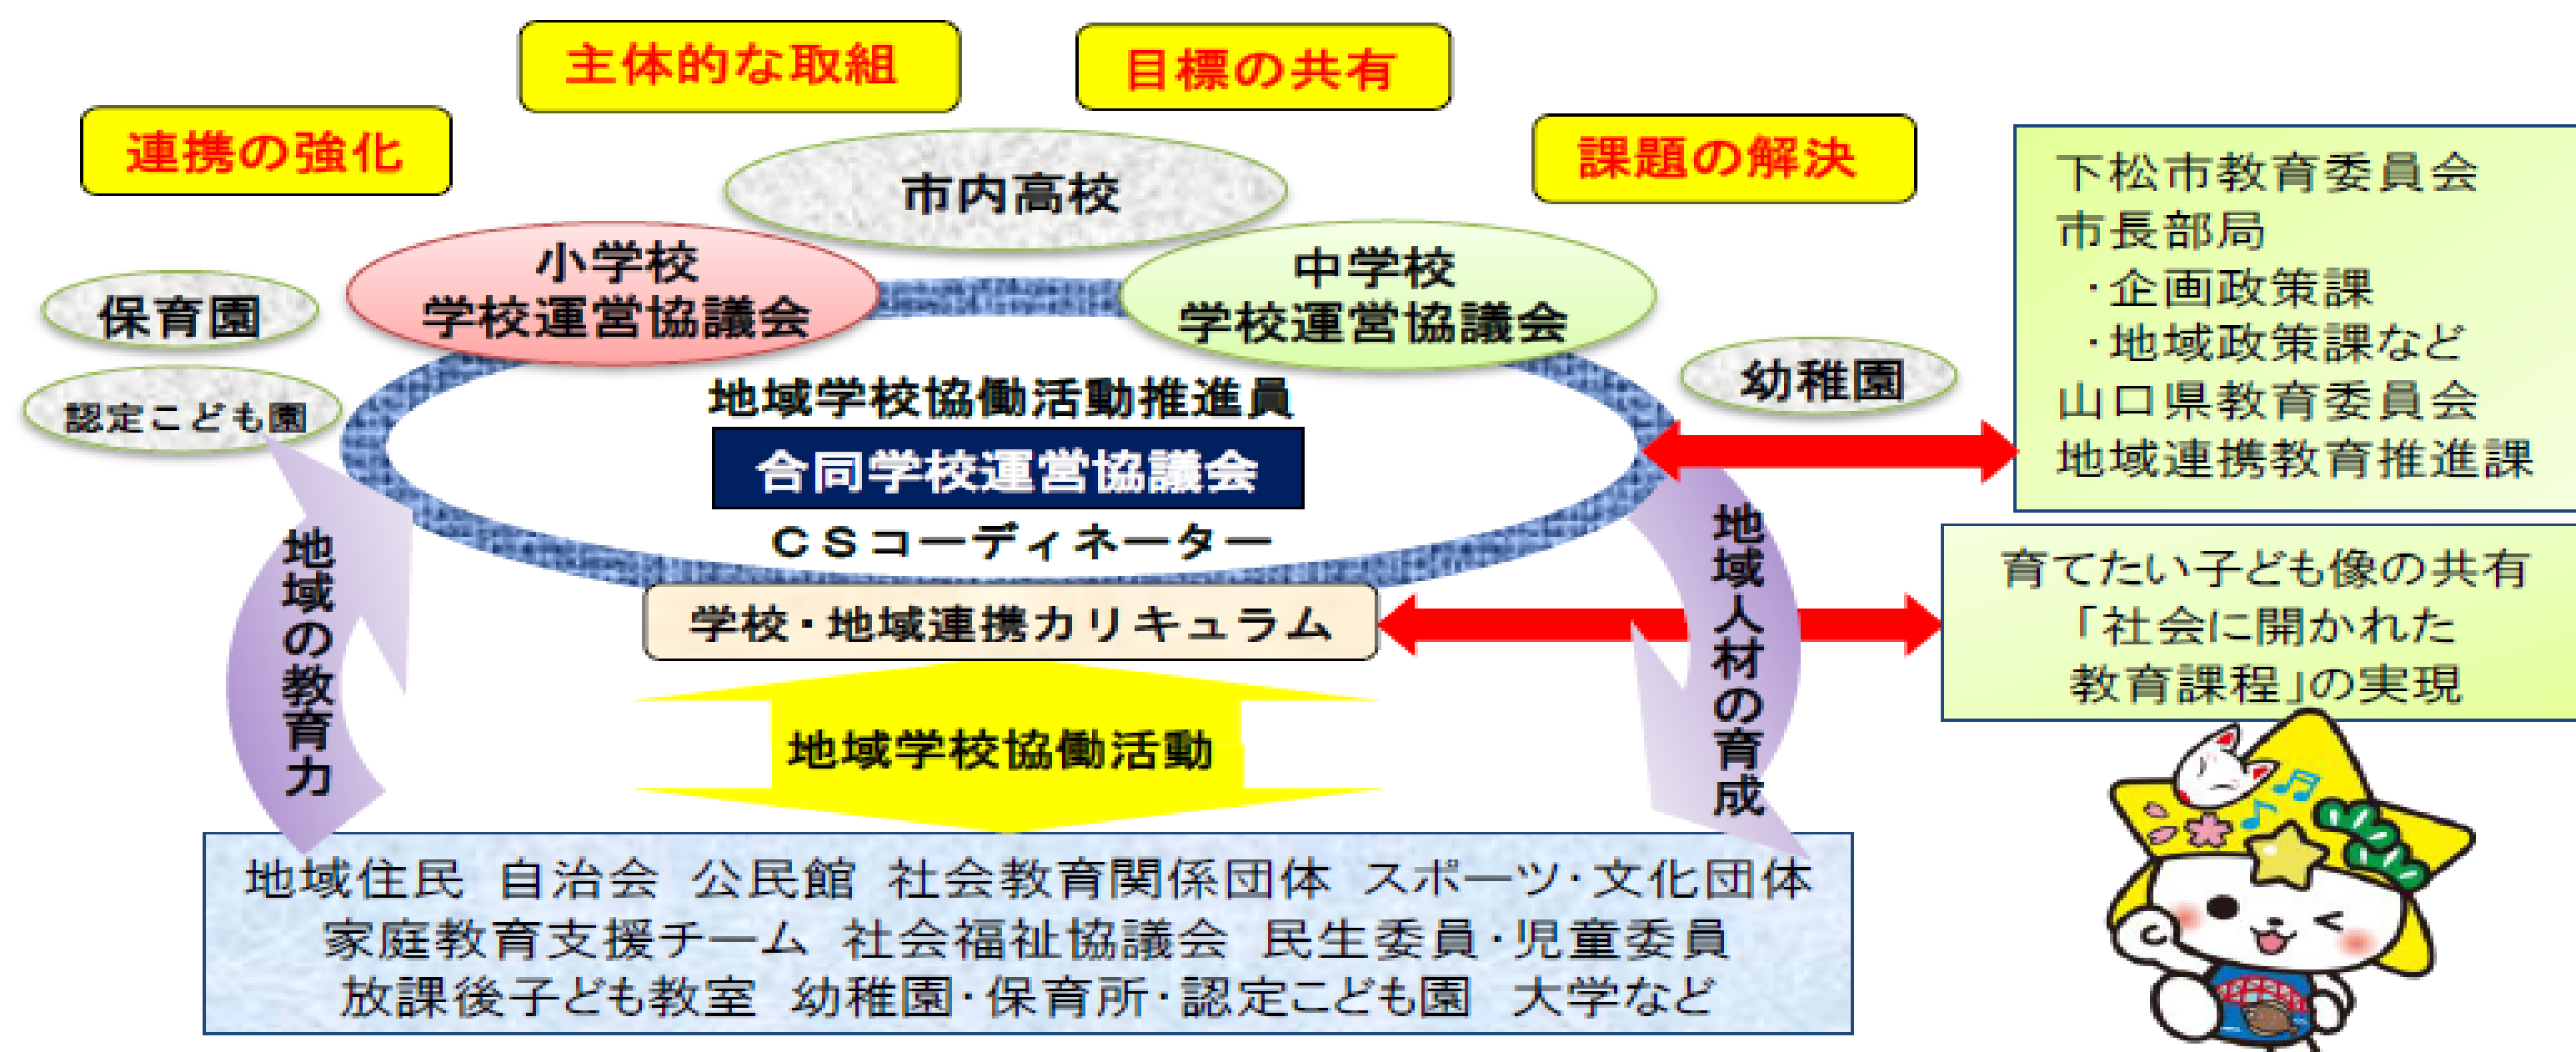 主体的な取組
目標の共有
連携の強化
課題の解決
市内高校
小学校
学校運営協議会
中学校
学校運営協議会
保育園
認定こども園
幼稚園
地域学校協働活動推進員
合同学校運営協議会
CSコーディネーター
学校・地域連携カリキュラム
地域学校協働活動
地域の教育力
地域人材の育成
下松市教育委員会
市長部局
・企画政策課
・地域政策課など
山口県教育委員会
地域連携教育推進課
育てたい子ども像の共有
「社会に開かれた
教育課程」の実現
地域住民 自治会 公民館 社会教育関係団体 スポーツ・文化団体
家庭教育支援チーム 社会福祉協議会 民生委員・児童委員
放課後子ども教室 幼稚園・保育所・認定こども園 大学など